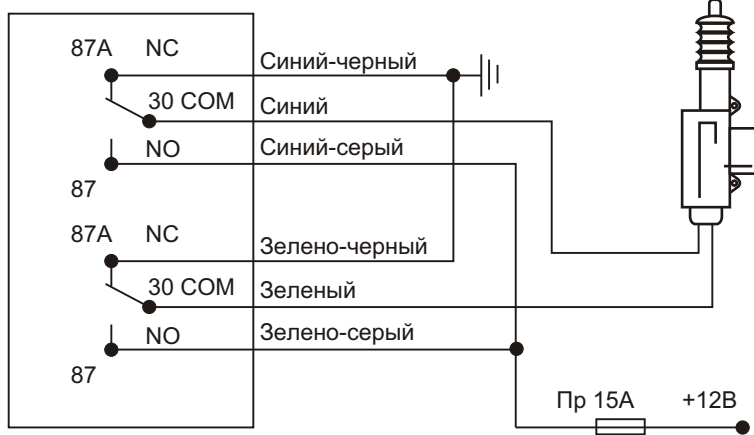 87A NC
Синий-черный
30 COM
Синий
NO
Синий-серый
87
87A NC
Зелено-черный
30 COM
Зеленый
NO
Зелено-серый
87
Пр 15А +12В